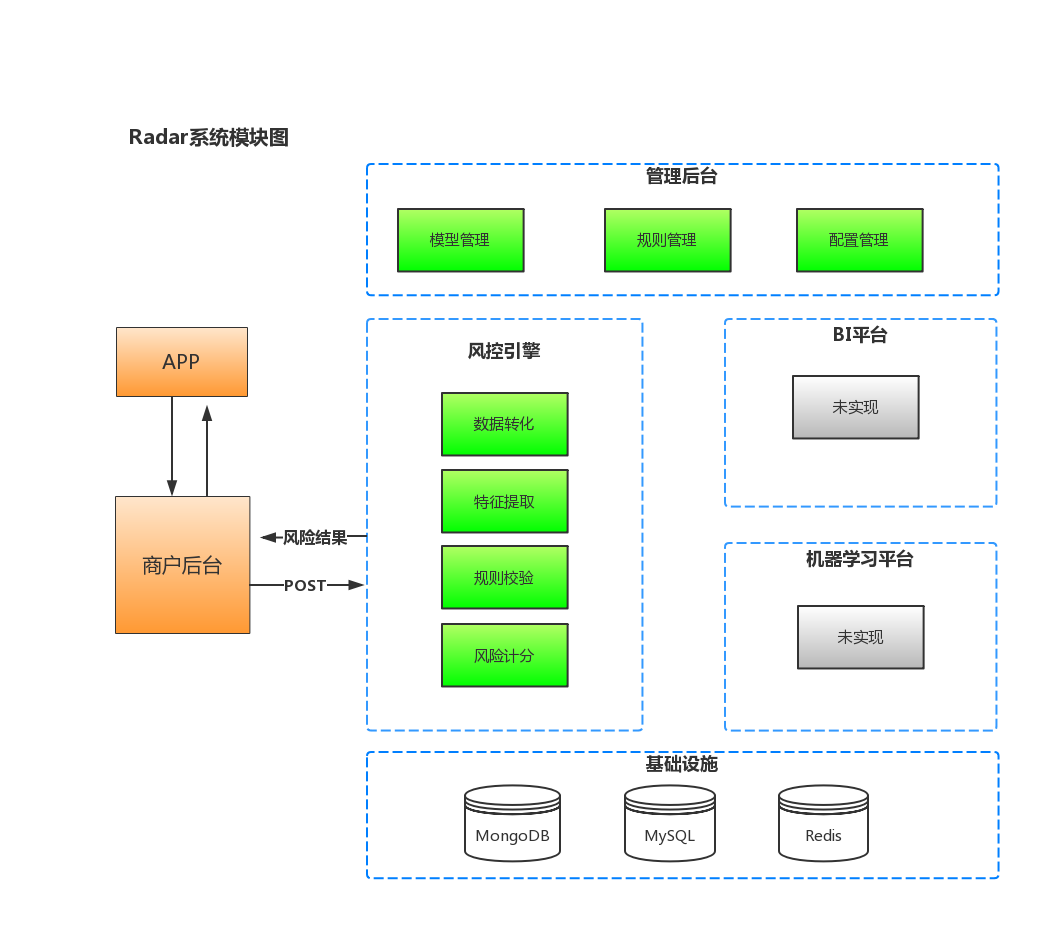 Radar系统模块图
管理后台
模型管理
规则管理
配置管理
APP
商户后台
风险结果
POST
风控引擎
数据转化
特征提取
规则校验
风险计分
BI平台
未实现
机器学习平台
未实现
基础设施
MongoDB
MySQL
Redis